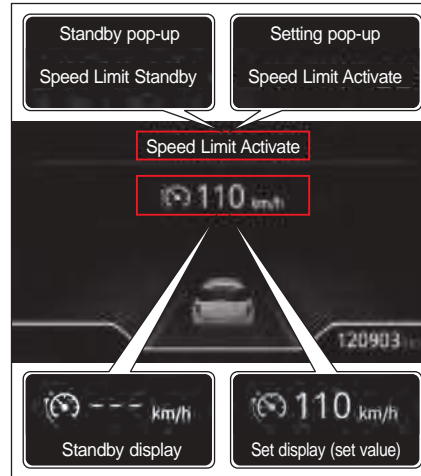 Standby pop-up
Speed Limit Standby
Setting pop-up
Speed Limit Activate
Speed Limit Activate
110 km/h
120903
--- km/h
Standby display
110 km/h
Set display (set value)